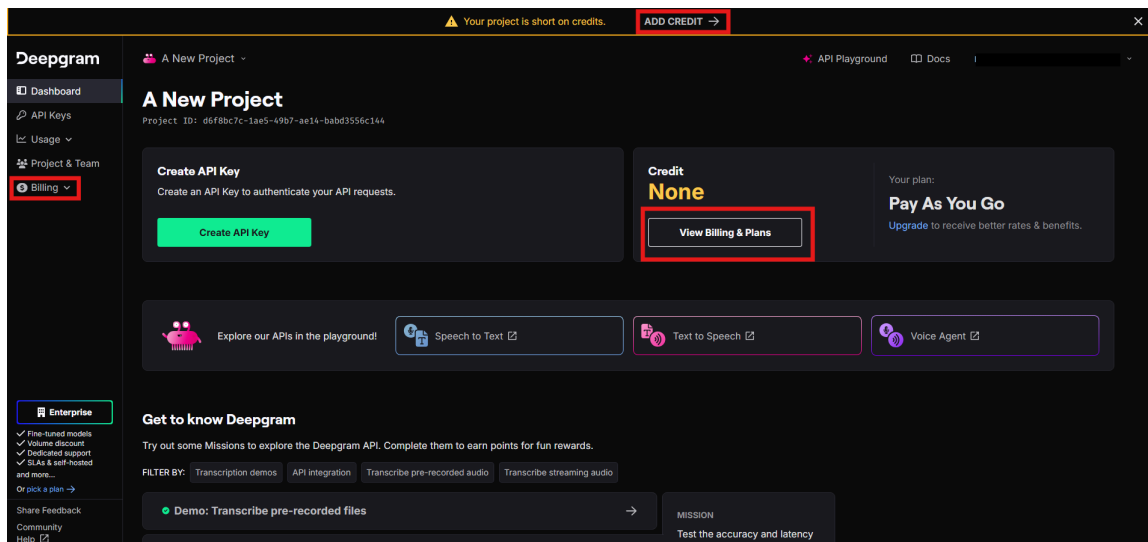 Your project is short on credits. ADD CREDIT →
Deepgram
A New Project
API Playground
Docs
Dashboard
API Keys
Usage
Project & Team
Billing
A New Project
Project ID: d6f8bc7c-1ae5-49b7-ae14-babd3556c144
Create API Key
Create an API Key to authenticate your API requests.
Create API Key
Credit
None
View Billing & Plans
Your plan:
Pay As You Go
Upgrade to receive better rates & benefits.
Explore our APIs in the playground!
Speech to Text
Text to Speech
Voice Agent
Enterprise
✓ Fine-tuned models
✓ Volume discount
✓ Dedicated support
✓ SLAs & self-hosted
and more...
Or pick a plan →
Share Feedback
Community
Help
Get to know Deepgram
Try out some Missions to explore the Deepgram API. Complete them to earn points for fun rewards.
FILTER BY: Transcription demos API integration Transcribe pre-recorded audio Transcribe streaming audio
Demo: Transcribe pre-recorded files →
MISSION
Test the accuracy and latency